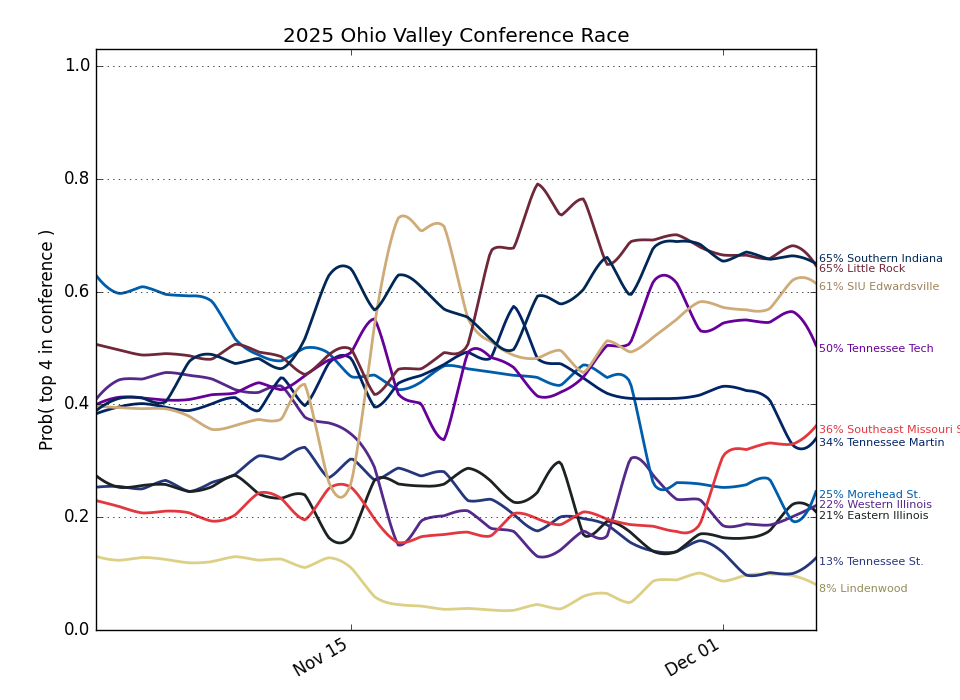 2025 Ohio Valley Conference Race
Prob( top 4 in conference )
1.0
0.8
0.6
0.4
0.2
0.0
Nov 15
Dec 01
65% Southern Indiana
65% Little Rock
61% SIU Edwardsville
50% Tennessee Tech
36% Southeast Missouri S
34% Tennessee Martin
25% Morehead St.
22% Western Illinois
21% Eastern Illinois
13% Tennessee St.
8% Lindenwood